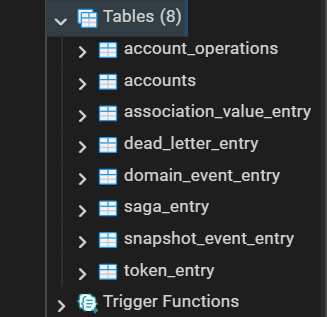 Tables (8)
account_operations
accounts
association_value_entry
dead_letter_entry
domain_event_entry
saga_entry
snapshot_event_entry
token_entry
Trigger Functions